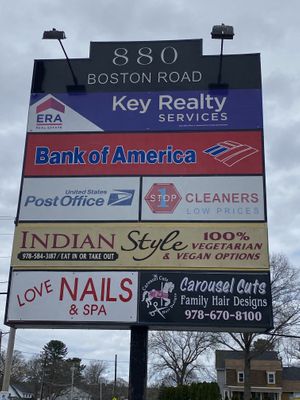 880
BOSTON ROAD
ERA
REAL ESTATE
Key Realty
SERVICES
Bank of America
United States
Post Office
1
STOP
CLEANERS
LOW PRICES
INDIAN Style 100%
VEGETARIAN
& VEGAN OPTIONS
978-584-3187 / EAT IN OR TAKE OUT
LOVE NAILS
& SPA
Carousel Cuts
Family Hair Designs
978-670-8100